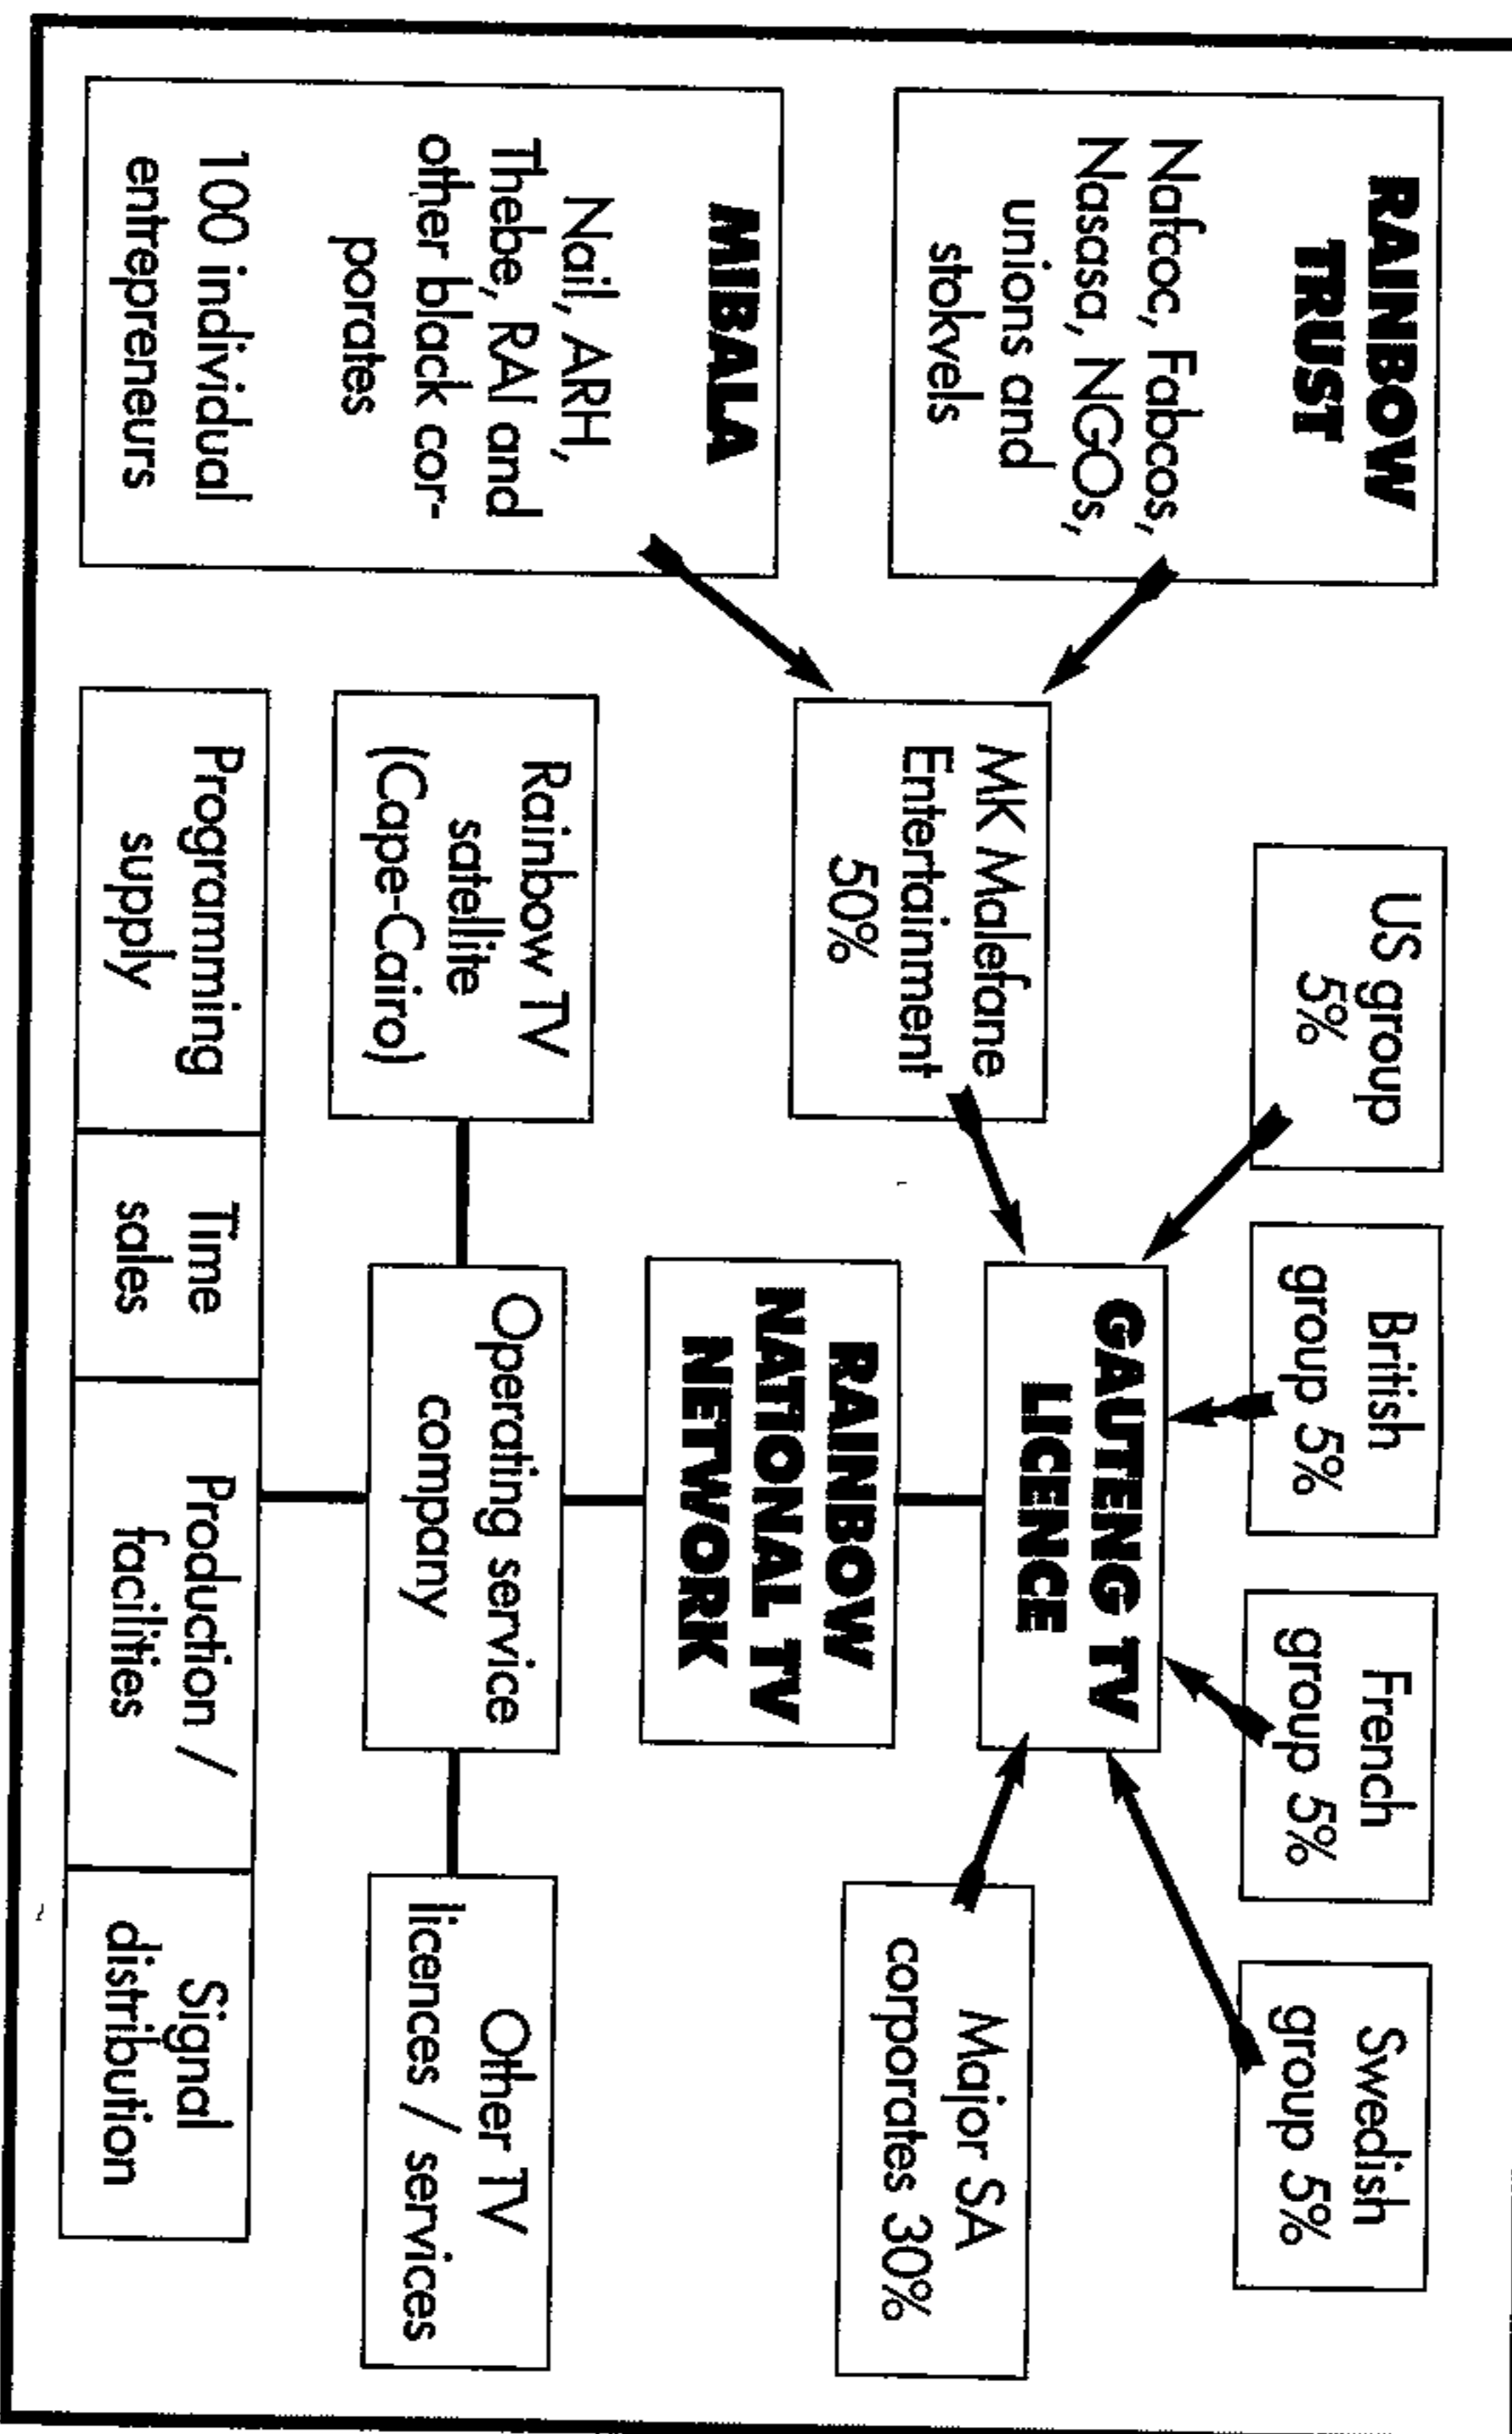 RAINBOW
TRUST
Nafcoc, Fabcos,
Nasasa, NGOs,
unions and
stokvels
MIBALA
Nail, ARH,
Thebe, RAI and
other black cor-
porates
100 individual
entrepreneurs
US group
5%
British
group 5%
French
group 5%
Swedish
group 5%
MK Malefane
Entertainment
50%
GAUTENG TV
LICENCE
Major SA
corporates 30%
RAINBOW
NATIONAL TV
NETWORK
Rainbow TV
satellite
(Cape-Cairo)
Operating service
company
Other TV
licences / services
Programming
supply
Time
sales
Production /
facilities
Signal
distribution